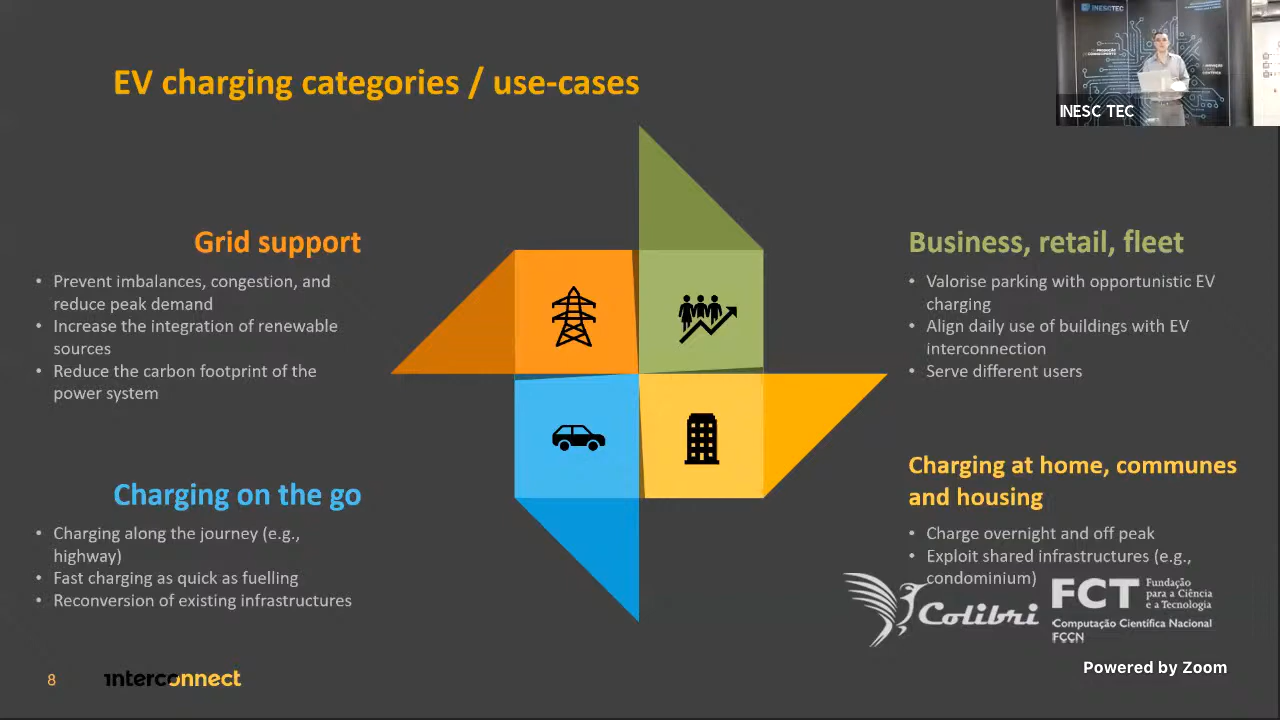 EV charging categories / use-cases
INESCTEC
INESC TEC
Grid support
• Prevent imbalances, congestion, and
reduce peak demand
• Increase the integration of renewable
sources
• Reduce the carbon footprint of the
power system
Business, retail, fleet
• Valorise parking with opportunistic EV
charging
• Align daily use of buildings with EV
interconnection
• Serve different users
Charging on the go
• Charging along the journey (e.g.,
highway)
• Fast charging as quick as fuelling
• Reconversion of existing infrastructures
Charging at home, communes
and housing
• Charge overnight and off peak
• Exploit shared infrastructures (e.g.,
condominium)
Colibri
FCT
Fundação
para a Ciência
e a Tecnologia
Computação Científica Nacional
FCCN
Powered by Zoom
8
interconnect